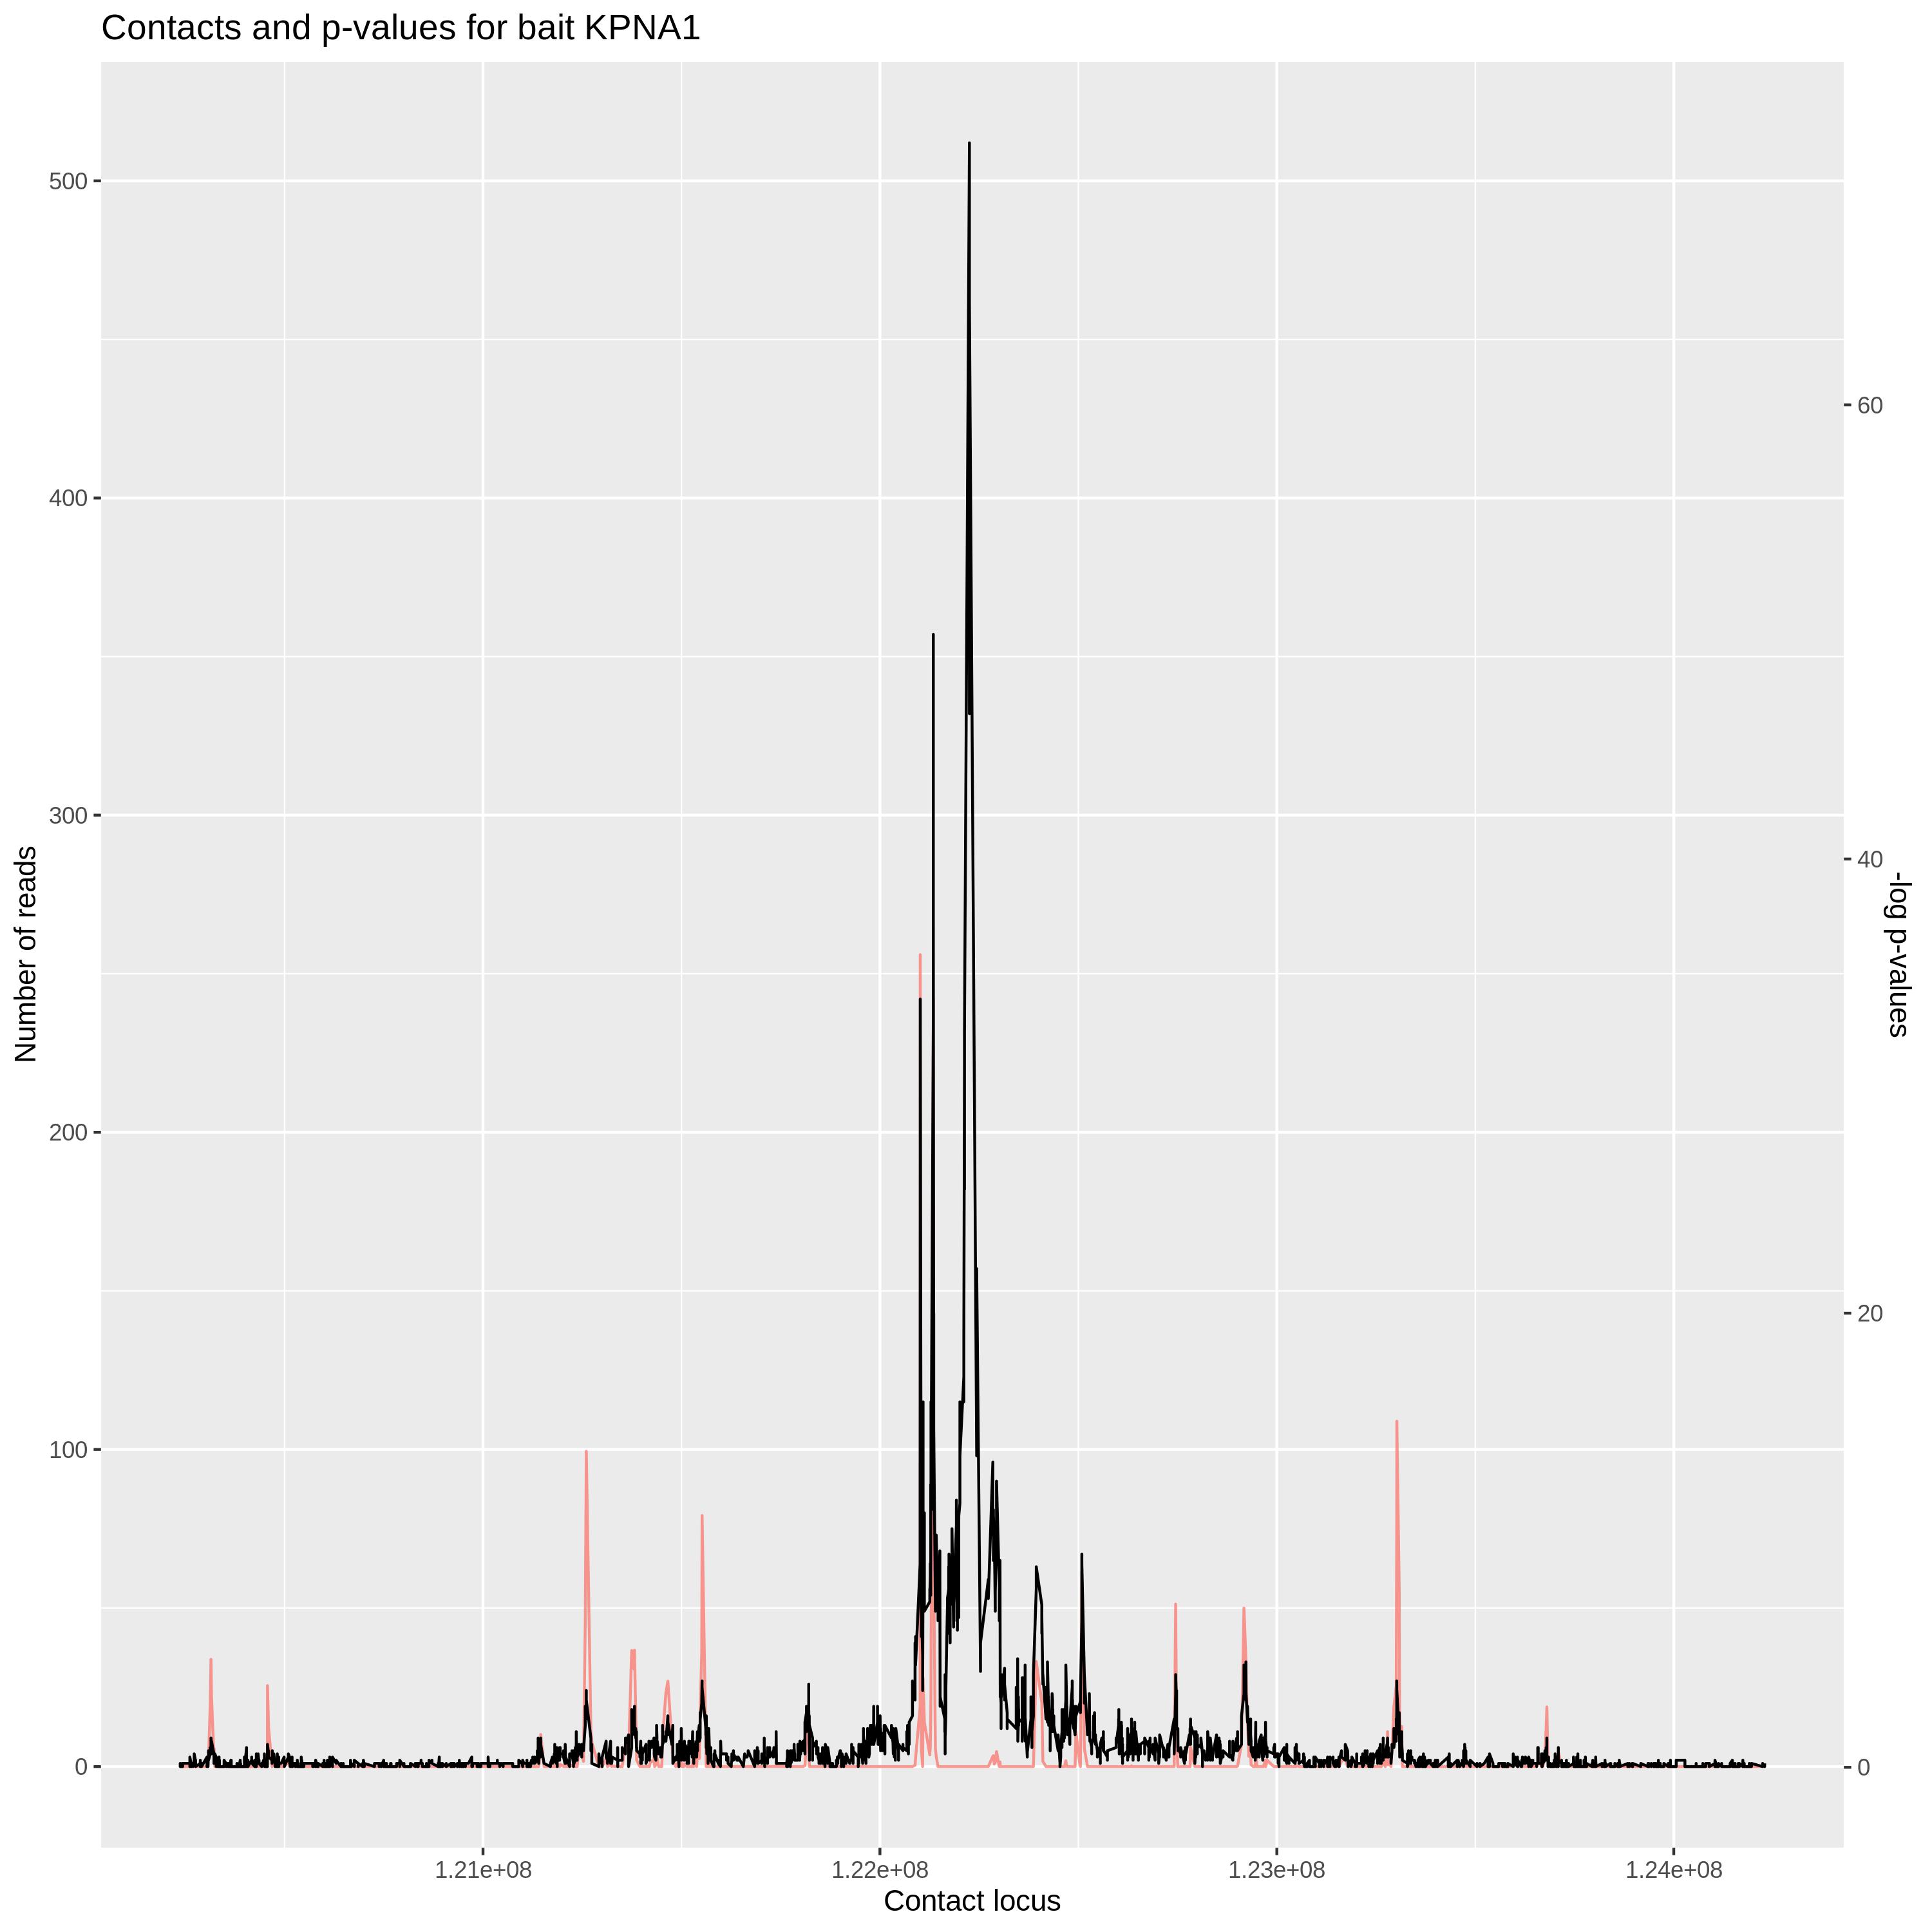 Contacts and p-values for bait KPNA1
500
400
300
200
100
0
Number of reads
60
40
20
0
-log p-values
1.21e+08
1.22e+08
1.23e+08
1.24e+08
Contact locus